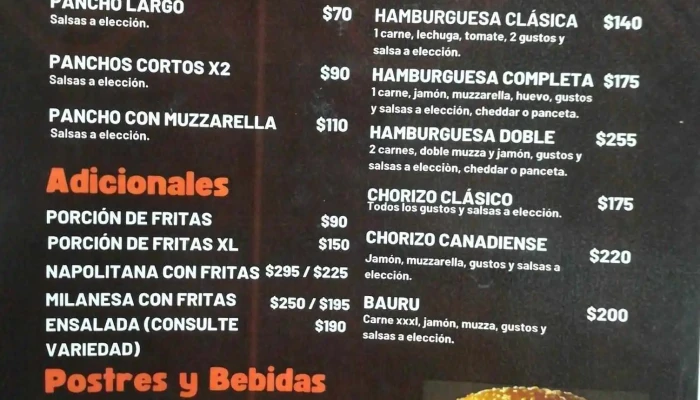 PANCHO LARGO $70
Salsas a elección.
PANCHOS CORTOS X2 $90
Salsas a elección.
PANCHO CON MUZZARELLA $110
Salsas a elección.
Adicionales
PORCIÓN DE FRITAS $90
PORCIÓN DE FRITAS XL $150
NAPOLITANA CON FRITAS $295 / $225
MILANESA CON FRITAS $250 / $195
ENSALADA (CONSULTE $190
VARIEDAD)
Postres y Bebidas
HAMBURGUESA CLÁSICA $140
1 carne, lechuga, tomate, 2 gustos y
salsa a elección.
HAMBURGUESA COMPLETA $175
1 carne, jamón, muzzarella, huevo, gustos
y salsas a elección, cheddar o panceta.
HAMBURGUESA DOBLE $255
2 carnes, doble muzza y jamón, gustos y
salsas a elecciòn, cheddar o panceta.
CHORIZO CLÁSICO $175
Todos los gustos y salsas a elección.
CHORIZO CANADIENSE $220
Jamón, muzzarella, gustos y salsas a
elección.
BAURU $200
Carne xxxl, jamón, muzza, gustos y
salsas a elección.